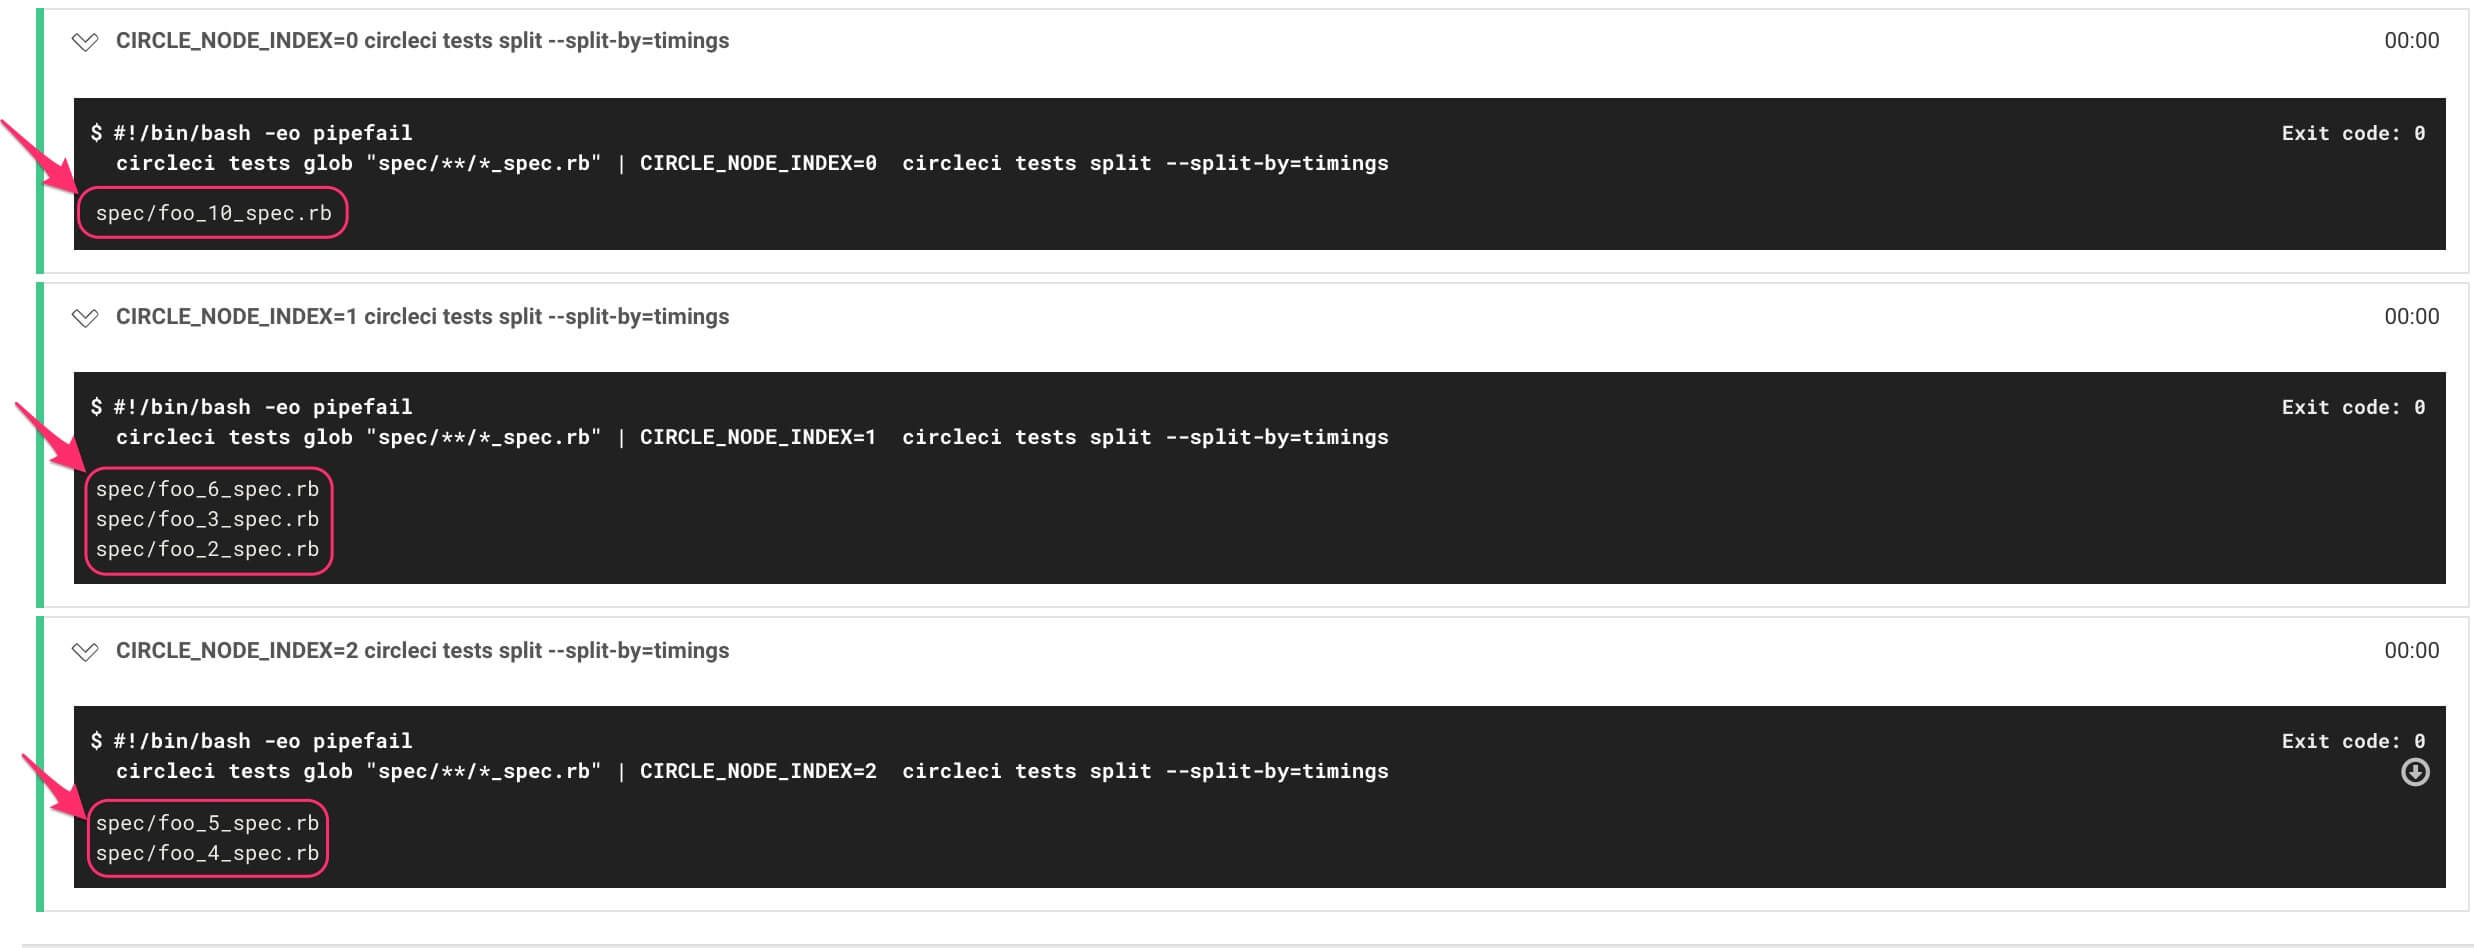 CIRCLE_NODE_INDEX=0 circleci tests split --split-by=timings 00:00
$ #!/bin/bash -eo pipefail Exit code: 0
circleci tests glob "spec/**/*_spec.rb" | CIRCLE_NODE_INDEX=0  circleci tests split --split-by=timings
spec/foo_10_spec.rb
CIRCLE_NODE_INDEX=1 circleci tests split --split-by=timings 00:00
$ #!/bin/bash -eo pipefail Exit code: 0
circleci tests glob "spec/**/*_spec.rb" | CIRCLE_NODE_INDEX=1  circleci tests split --split-by=timings
spec/foo_6_spec.rb
spec/foo_3_spec.rb
spec/foo_2_spec.rb
CIRCLE_NODE_INDEX=2 circleci tests split --split-by=timings 00:00
$ #!/bin/bash -eo pipefail Exit code: 0
circleci tests glob "spec/**/*_spec.rb" | CIRCLE_NODE_INDEX=2  circleci tests split --split-by=timings
spec/foo_5_spec.rb
spec/foo_4_spec.rb